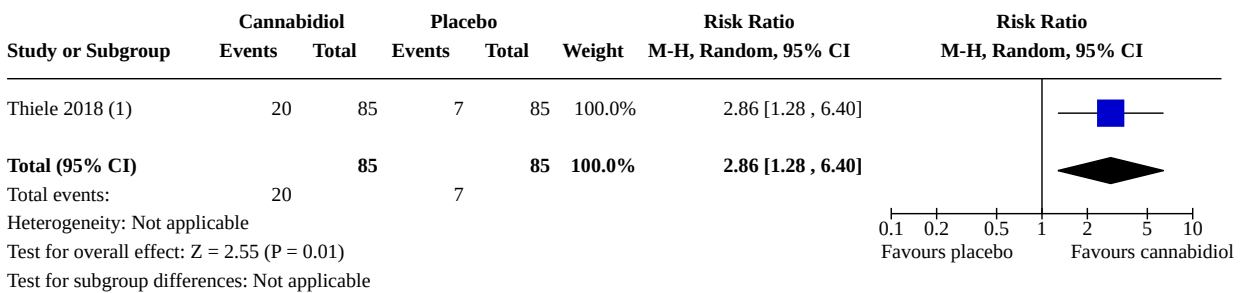 Cannabidiol Placebo Risk Ratio Risk Ratio
Study or Subgroup Events Total Events Total Weight M-H, Random, 95% CI M-H, Random, 95% CI
Thiele 2018 (1) 20 85 7 85 100.0% 2.86 [1.28 , 6.40]
Total (95% CI) 85 85 100.0% 2.86 [1.28 , 6.40]
Total events: 20 7
Heterogeneity: Not applicable
0.1 0.2 0.5 1 2 5 10
Test for overall effect: Z = 2.55 (P = 0.01) Favours placebo Favours cannabidiol
Test for subgroup differences: Not applicable